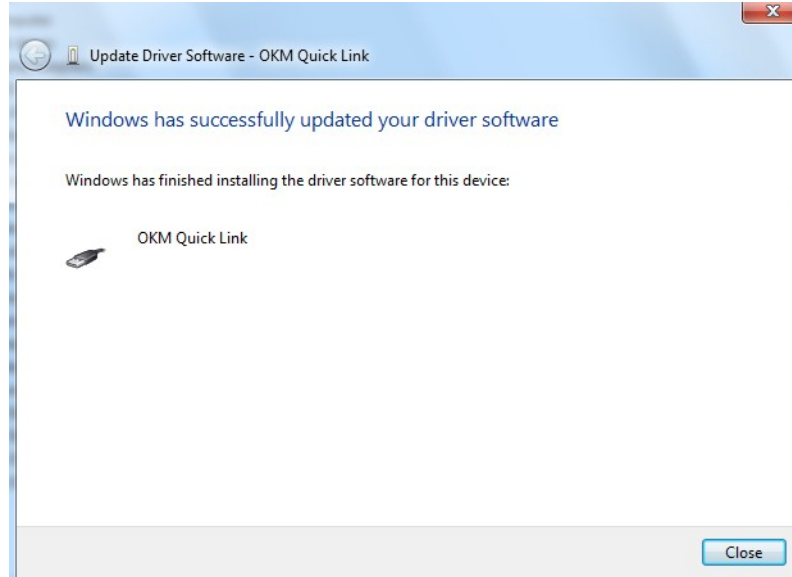 Update Driver Software - OKM Quick Link
Windows has successfully updated your driver software
Windows has finished installing the driver software for this device:
OKM Quick Link
Close